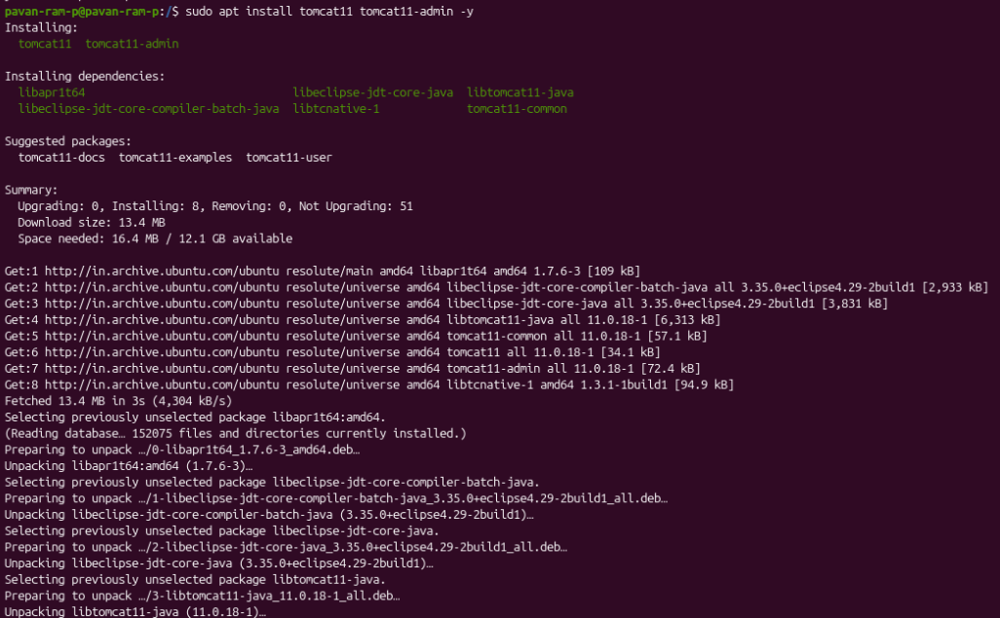 pavan-ram-p@pavan-ram-p:/$ sudo apt install tomcat11 tomcat11-admin -y
Installing:
  tomcat11  tomcat11-admin

Installing dependencies:
  libapr1t64                               libeclipse-jdt-core-java  libtomcat11-java
  libeclipse-jdt-core-compiler-batch-java  libtcnative-1             tomcat11-common

Suggested packages:
  tomcat11-docs  tomcat11-examples  tomcat11-user

Summary:
  Upgrading: 0, Installing: 8, Removing: 0, Not Upgrading: 51
  Download size: 13.4 MB
  Space needed: 16.4 MB / 12.1 GB available

Get:1 http://in.archive.ubuntu.com/ubuntu resolute/main amd64 libapr1t64 amd64 1.7.6-3 [109 kB]
Get:2 http://in.archive.ubuntu.com/ubuntu resolute/universe amd64 libeclipse-jdt-core-compiler-batch-java all 3.35.0+eclipse4.29-2build1 [2,933 kB]
Get:3 http://in.archive.ubuntu.com/ubuntu resolute/universe amd64 libeclipse-jdt-core-java all 3.35.0+eclipse4.29-2build1 [3,831 kB]
Get:4 http://in.archive.ubuntu.com/ubuntu resolute/universe amd64 libtomcat11-java all 11.0.18-1 [6,313 kB]
Get:5 http://in.archive.ubuntu.com/ubuntu resolute/universe amd64 tomcat11-common all 11.0.18-1 [57.1 kB]
Get:6 http://in.archive.ubuntu.com/ubuntu resolute/universe amd64 tomcat11 all 11.0.18-1 [34.1 kB]
Get:7 http://in.archive.ubuntu.com/ubuntu resolute/universe amd64 tomcat11-admin all 11.0.18-1 [72.4 kB]
Get:8 http://in.archive.ubuntu.com/ubuntu resolute/universe amd64 libtcnative-1 amd64 1.3.1-1build1 [94.9 kB]
Fetched 13.4 MB in 3s (4,304 kB/s)
Selecting previously unselected package libapr1t64:amd64.
(Reading database… 152075 files and directories currently installed.)
Preparing to unpack …/0-libapr1t64_1.7.6-3_amd64.deb…
Unpacking libapr1t64:amd64 (1.7.6-3)…
Selecting previously unselected package libeclipse-jdt-core-compiler-batch-java.
Preparing to unpack …/1-libeclipse-jdt-core-compiler-batch-java_3.35.0+eclipse4.29-2build1_all.deb…
Unpacking libeclipse-jdt-core-compiler-batch-java (3.35.0+eclipse4.29-2build1)…
Selecting previously unselected package libeclipse-jdt-core-java.
Preparing to unpack …/2-libeclipse-jdt-core-java_3.35.0+eclipse4.29-2build1_all.deb…
Unpacking libeclipse-jdt-core-java (3.35.0+eclipse4.29-2build1)…
Selecting previously unselected package libtomcat11-java.
Preparing to unpack …/3-libtomcat11-java_11.0.18-1_all.deb…
Unpacking libtomcat11-java (11.0.18-1)…